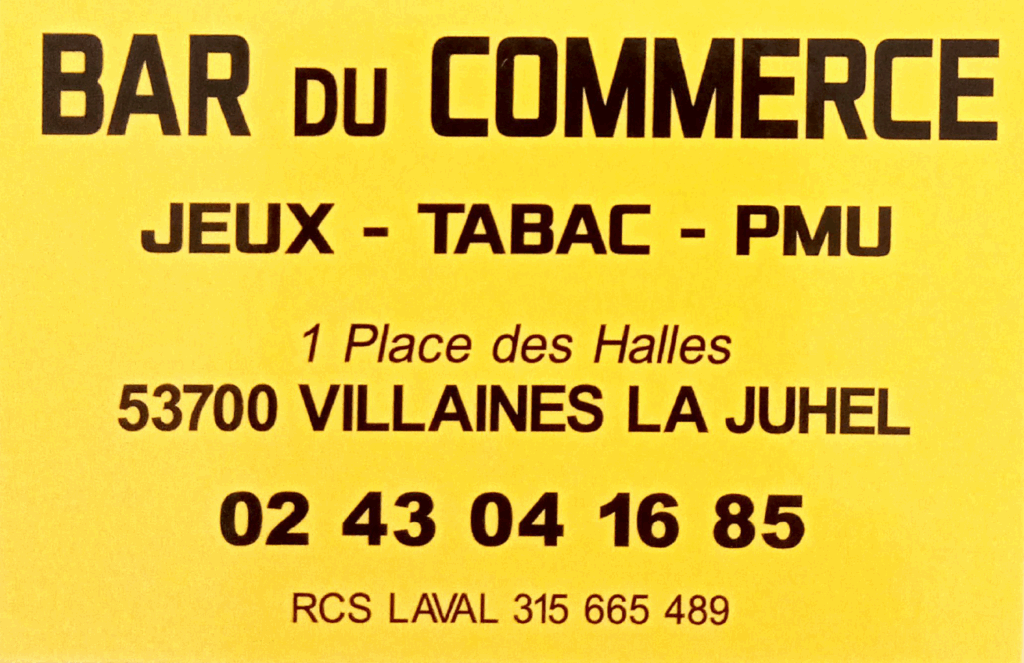 BAR DU COMMERCE
JEUX - TABAC - PMU
1 Place des Halles
53700 VILLAINES LA JUHEL
02 43 04 16 85
RCS LAVAL 315 665 489